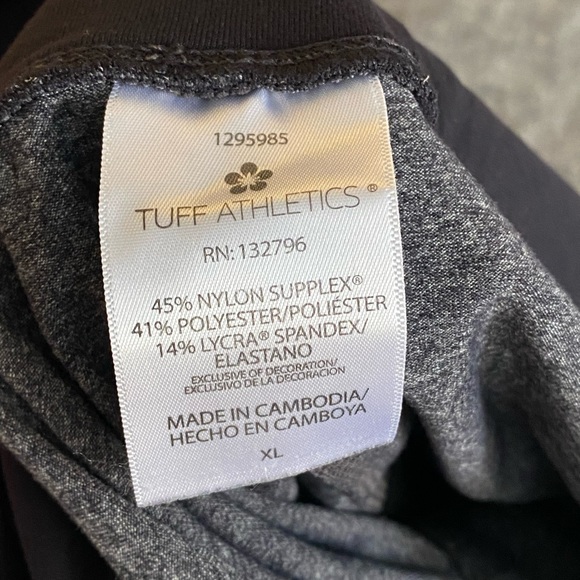 1295985
TUFF ATHLETICS®
RN: 132796
45% NYLON SUPPLEX®
41% POLYESTER/POLIÉSTER
14% LYCRA® SPANDEX/
ELASTANO
EXCLUSIVE OF DECORATION/
EXCLUSIVO DE LA DECORACION
MADE IN CAMBODIA/
HECHO EN CAMBOYA
XL